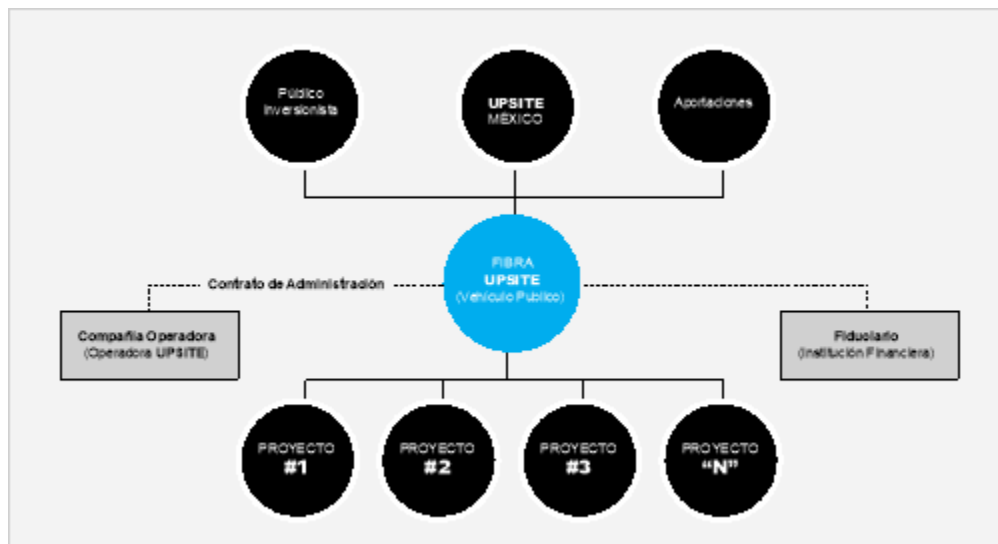 Público
Inversionista
UPSITE
MÉXICO
Aportaciones
FIBRA
UPSITE
(Vehículo Público)
Contrato de Administración
Compañía Operadora
(Operadora UPSITE)
Fiduciario
(Institución Financiera)
PROYECTO
#1
PROYECTO
#2
PROYECTO
#3
PROYECTO
“N”